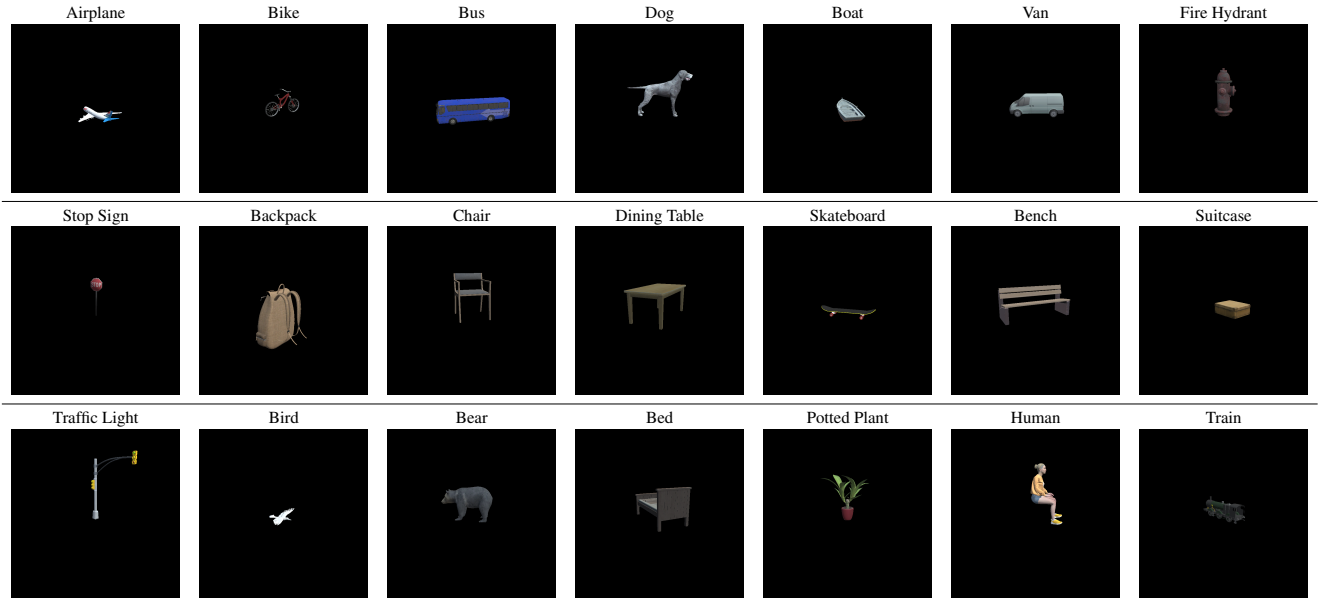 Airplane
Bike
Bus
Dog
Boat
Van
Fire Hydrant
Stop Sign
Backpack
Chair
Dining Table
Skateboard
Bench
Suitcase
STOP
Traffic Light
Bird
Bear
Bed
Potted Plant
Human
Train